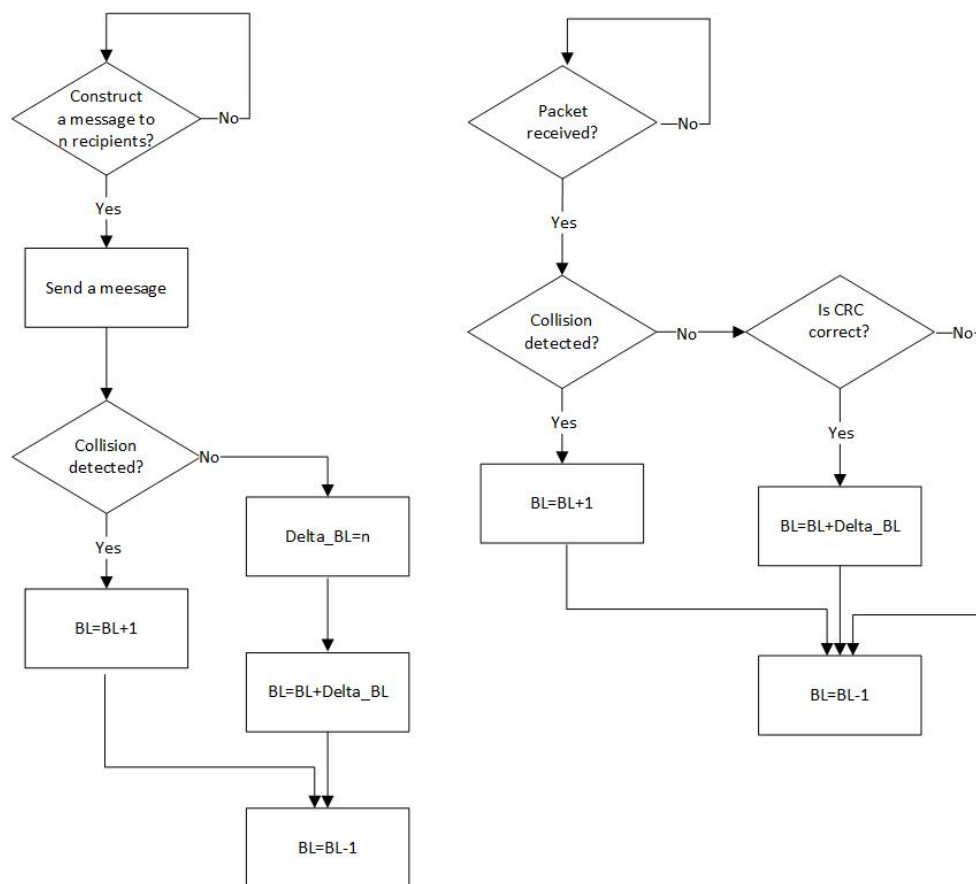 Construct
a message to
n recipients?
No
Yes
Send a meesage
Collision
detected?
No
Yes
Delta_BL=n
BL=BL+1
BL=BL+Delta_BL
BL=BL-1
Packet
received?
No
Yes
Collision
detected?
No
Is CRC
correct?
No
Yes
Yes
BL=BL+1
BL=BL+Delta_BL
BL=BL-1